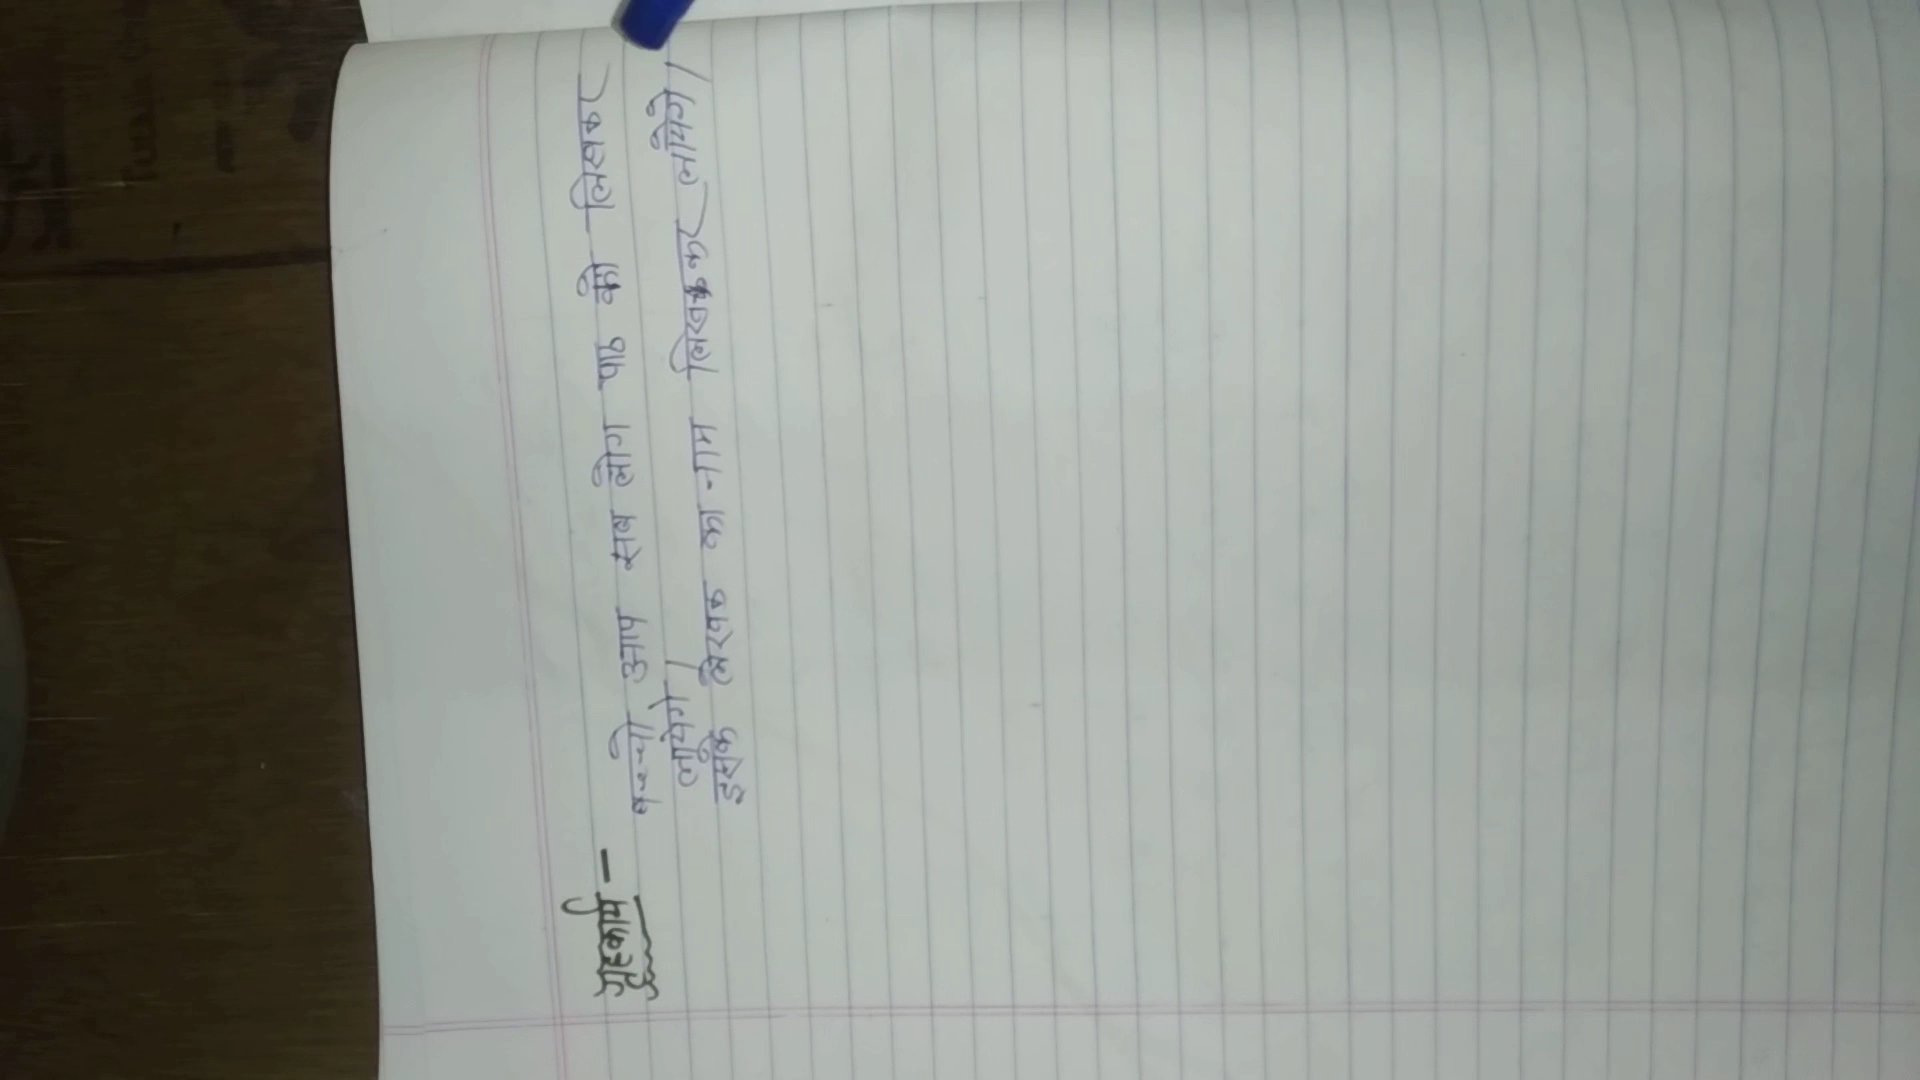 गृहकार्य – बच्चो आप सब लोग पाठ को लिखकर
लायेगे।
इसके लेखक का नाम लिखकर लायेगे।